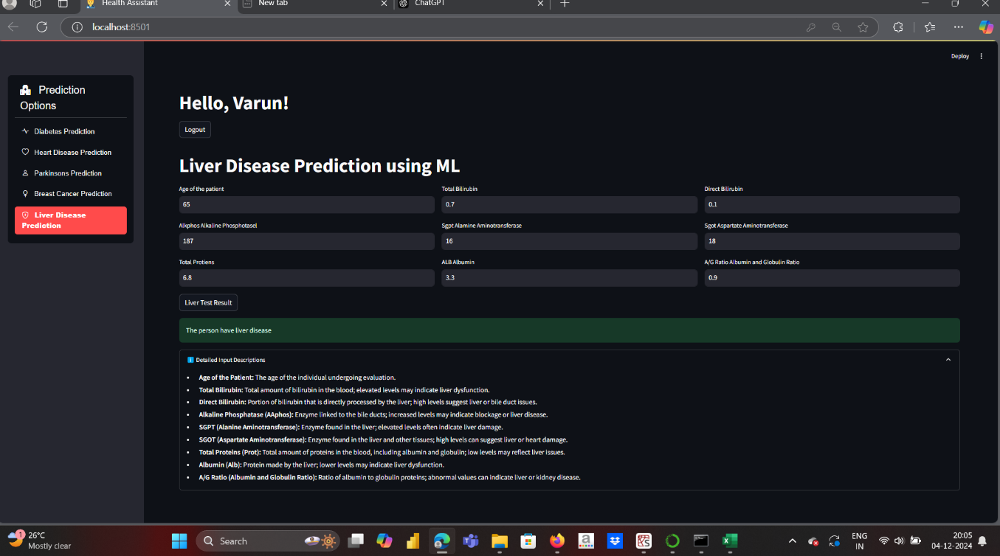 Health Assistant
New tab
ChatGPT
localhost:8501
Deploy
Prediction
Options
Diabetes Prediction
Heart Disease Prediction
Parkinsons Prediction
Breast Cancer Prediction
Liver Disease
Prediction
Hello, Varun!
Logout
Liver Disease Prediction using ML
Age of the patient
Total Bilirubin
Direct Bilirubin
65
0.7
0.1
Alkphos Alkaline Phosphotasel
Sgpt Alamine Aminotransferase
Sgot Aspartate Aminotransferase
187
16
18
Total Protiens
ALB Albumin
A/G Ratio Albumin and Globulin Ratio
6.8
3.3
0.9
Liver Test Result
The person have liver disease
Detailed Input Descriptions
• Age of the Patient: The age of the individual undergoing evaluation.
• Total Bilirubin: Total amount of bilirubin in the blood; elevated levels may indicate liver dysfunction.
• Direct Bilirubin: Portion of bilirubin that is directly processed by the liver; high levels suggest liver or bile duct issues.
• Alkaline Phosphatase (AAphos): Enzyme linked to the bile ducts; increased levels may indicate blockage or liver disease.
• SGPT (Alanine Aminotransferase): Enzyme found in the liver; elevated levels often indicate liver damage.
• SGOT (Aspartate Aminotransferase): Enzyme found in the liver and other tissues; high levels can suggest liver or heart damage.
• Total Proteins (Prot): Total amount of proteins in the blood, including albumin and globulin; low levels may reflect liver issues.
• Albumin (Alb): Protein made by the liver; lower levels may indicate liver dysfunction.
• A/G Ratio (Albumin and Globulin Ratio): Ratio of albumin to globulin proteins; abnormal values can indicate liver or kidney disease.
1
26°C
Mostly clear
Search
ENG
IN
20:05
04-12-2024